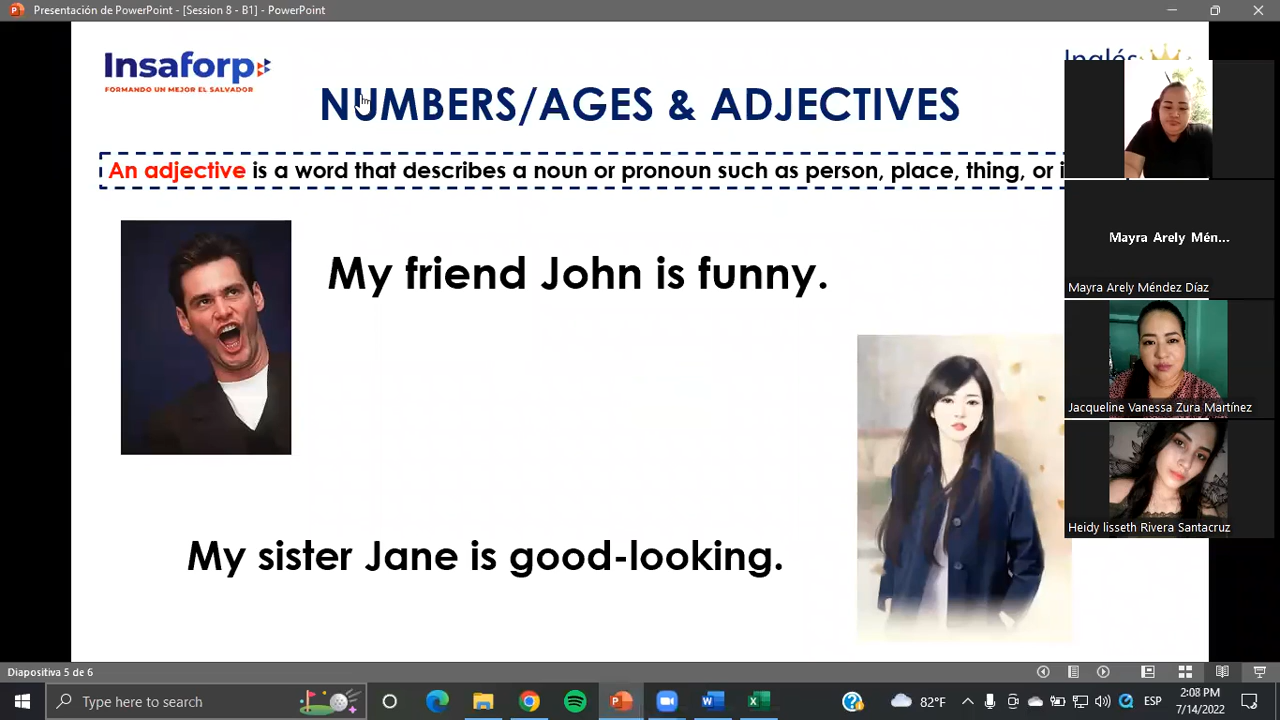 Presentación de PowerPoint - [Session 8 - B1] - PowerPoint
Insaforp
FORMANDO UN MEJOR EL SALVADOR
Inglés
NUMBERS/AGES & ADJECTIVES
An adjective is a word that describes a noun or pronoun such as person, place, thing, or
My friend John is funny.
Mayra Arely Mén...
Mayra Arely Méndez Díaz
Jacqueline Vanessa Zura Martínez
Heidy lisseth Rivera Santacruz
My sister Jane is good-looking.
Diapositiva 5 de 6
Type here to search
82°F
ESP
2:08 PM
7/14/2022